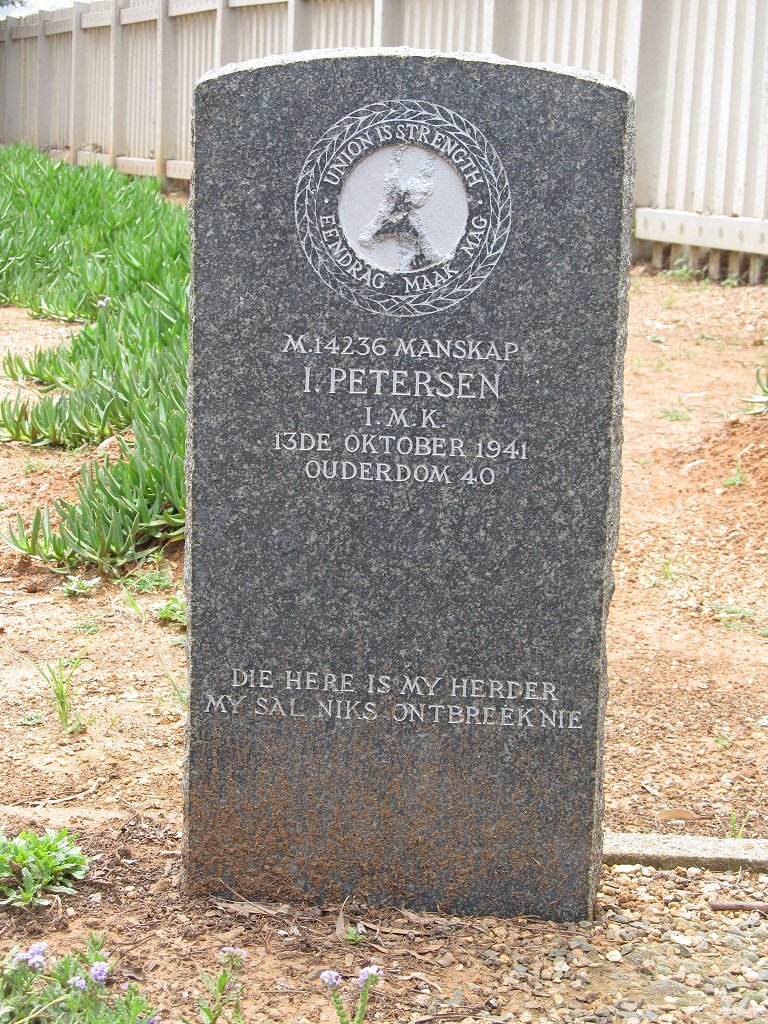 UNION IS STRENGTH
EENDRAG MAAK MAG
M.14236 MANSKAP
I. PETERSEN
I.M.K.
13DE OKTOBER 1941
OUDERDOM 40
DIE HERE IS MY HERDER
MY SAL NIKS ONTBREEK NIE